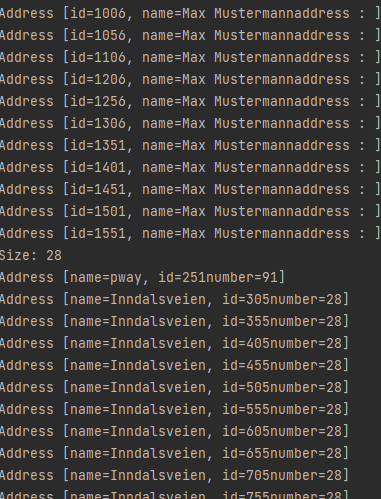 Address [id=1006, name=Max Mustermannaddress : ]
Address [id=1056, name=Max Mustermannaddress : ]
Address [id=1106, name=Max Mustermannaddress : ]
Address [id=1206, name=Max Mustermannaddress : ]
Address [id=1256, name=Max Mustermannaddress : ]
Address [id=1306, name=Max Mustermannaddress : ]
Address [id=1351, name=Max Mustermannaddress : ]
Address [id=1401, name=Max Mustermannaddress : ]
Address [id=1451, name=Max Mustermannaddress : ]
Address [id=1501, name=Max Mustermannaddress : ]
Address [id=1551, name=Max Mustermannaddress : ]
Size: 28
Address [name=pway, id=251number=91]
Address [name=Inndalsveien, id=305number=28]
Address [name=Inndalsveien, id=355number=28]
Address [name=Inndalsveien, id=405number=28]
Address [name=Inndalsveien, id=455number=28]
Address [name=Inndalsveien, id=505number=28]
Address [name=Inndalsveien, id=555number=28]
Address [name=Inndalsveien, id=605number=28]
Address [name=Inndalsveien, id=655number=28]
Address [name=Inndalsveien, id=705number=28]
Address [name=Inndalsveien, id=755number=28]